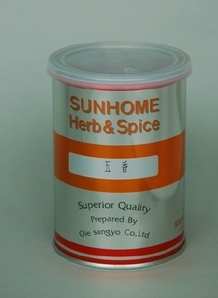 SUNHOME
Herb & Spice
Superior Quality
Prepared By
Oie sangyo Co., Ltd.